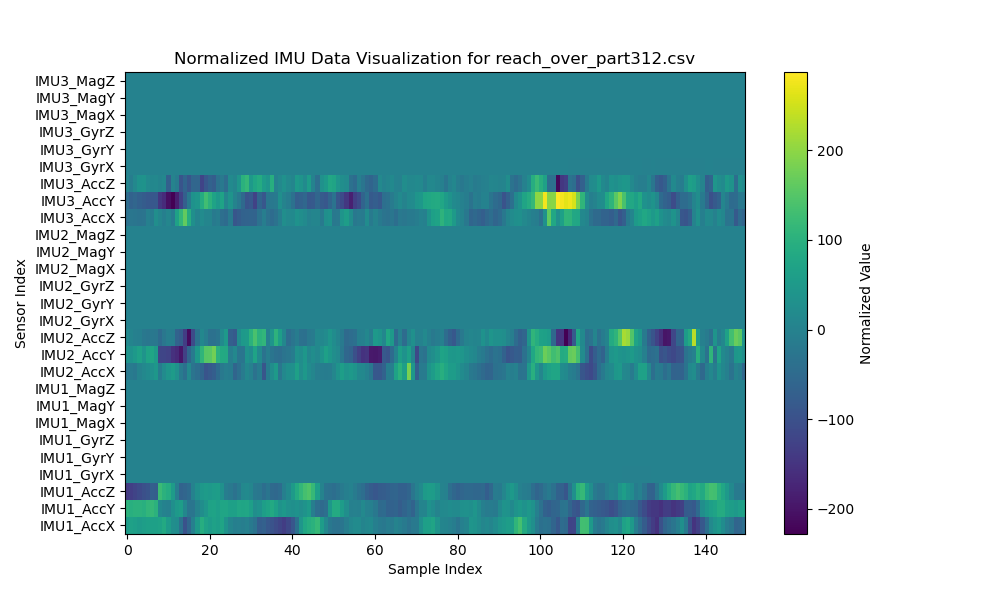 Normalized IMU Data Visualization for reach_over_part312.csv
IMU3_MagZ
IMU3_MagY
IMU3_MagX
IMU3_GyrZ
IMU3_GyrY
IMU3_GyrX
IMU3_AccZ
IMU3_AccY
IMU3_AccX
IMU2_MagZ
IMU2_MagY
IMU2_MagX
IMU2_GyrZ
IMU2_GyrY
IMU2_GyrX
IMU2_AccZ
IMU2_AccY
IMU2_AccX
IMU1_MagZ
IMU1_MagY
IMU1_MagX
IMU1_GyrZ
IMU1_GyrY
IMU1_GyrX
IMU1_AccZ
IMU1_AccY
IMU1_AccX
Sensor Index
0 20 40 60 80 100 120 140
Sample Index
200
100
0
−100
−200
Normalized Value